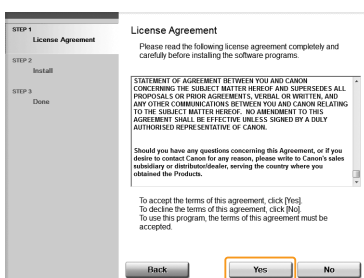 STEP 1
License Agreement
STEP 2
Install
STEP 3
Done
License Agreement
Please read the following license agreement completely and
carefully before installing the software programs.
STATEMENT OF AGREEMENT BETWEEN YOU AND CANON
CONCERNING THE SUBJECT MATTER HEREOF AND SUPERSEDES ALL
PROPOSALS OR PRIOR AGREEMENTS, VERBAL OR WRITTEN, AND
ANY OTHER COMMUNICATIONS BETWEEN YOU AND CANON RELATING
TO THE SUBJECT MATTER HEREOF. NO AMENDMENT TO THIS
AGREEMENT SHALL BE EFFECTIVE UNLESS SIGNED BY A DULY
AUTHORISED REPRESENTATIVE OF CANON.
Should you have any questions concerning this Agreement, or if you
desire to contact Canon for any reason, please write to Canon's sales
subsidiary or distributor/dealer, serving the country where you
obtained the Products.
To accept the terms of this agreement, click [Yes].
To decline the terms of this agreement, click [No].
To use this program, the terms of this agreement must be
accepted.
Back
Yes
No